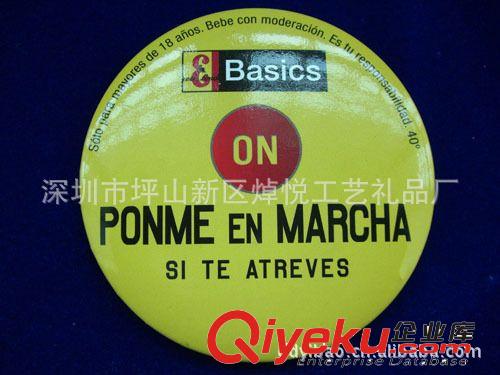 Sólo para mayores de 18 años. Bebe con moderación. Es tu responsabilidad. 40º
Basics
ON
深圳市坪山新区焯悦工艺礼品厂
PONME EN MARCHA
SI TE ATREVES
Qiyeku.com 企业库
Enterprise Database